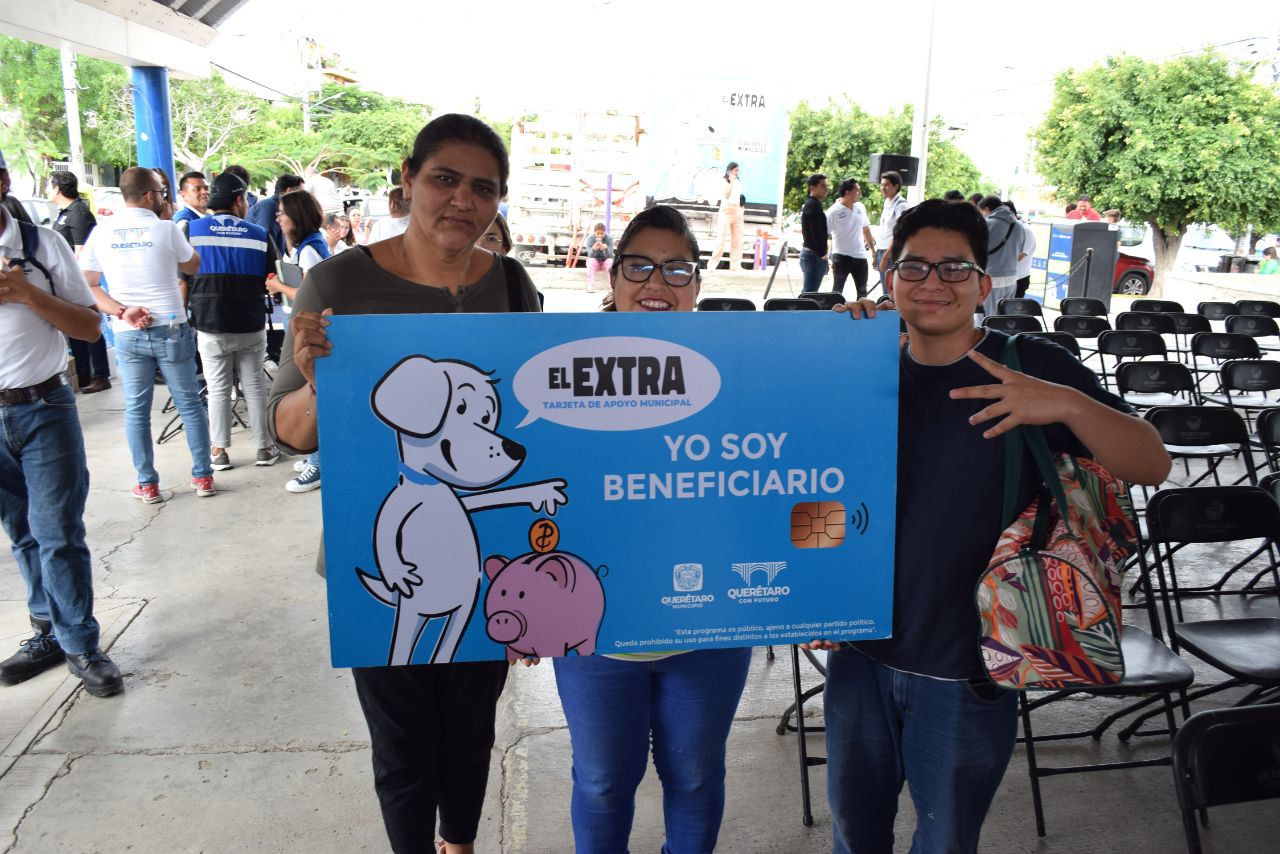 EL EXTRA
EL EXTRA
TARJETA DE APOYO MUNICIPAL
YO SOY
BENEFICIARIO
QUERÉTARO
MUNICIPIO
QUERÉTARO
CON FUTURO
"Este programa es público, ajeno a cualquier partido político.
Queda prohibido su uso para fines distintos a los establecidos en el programa".
QUERÉTARO
QUERÉTARO